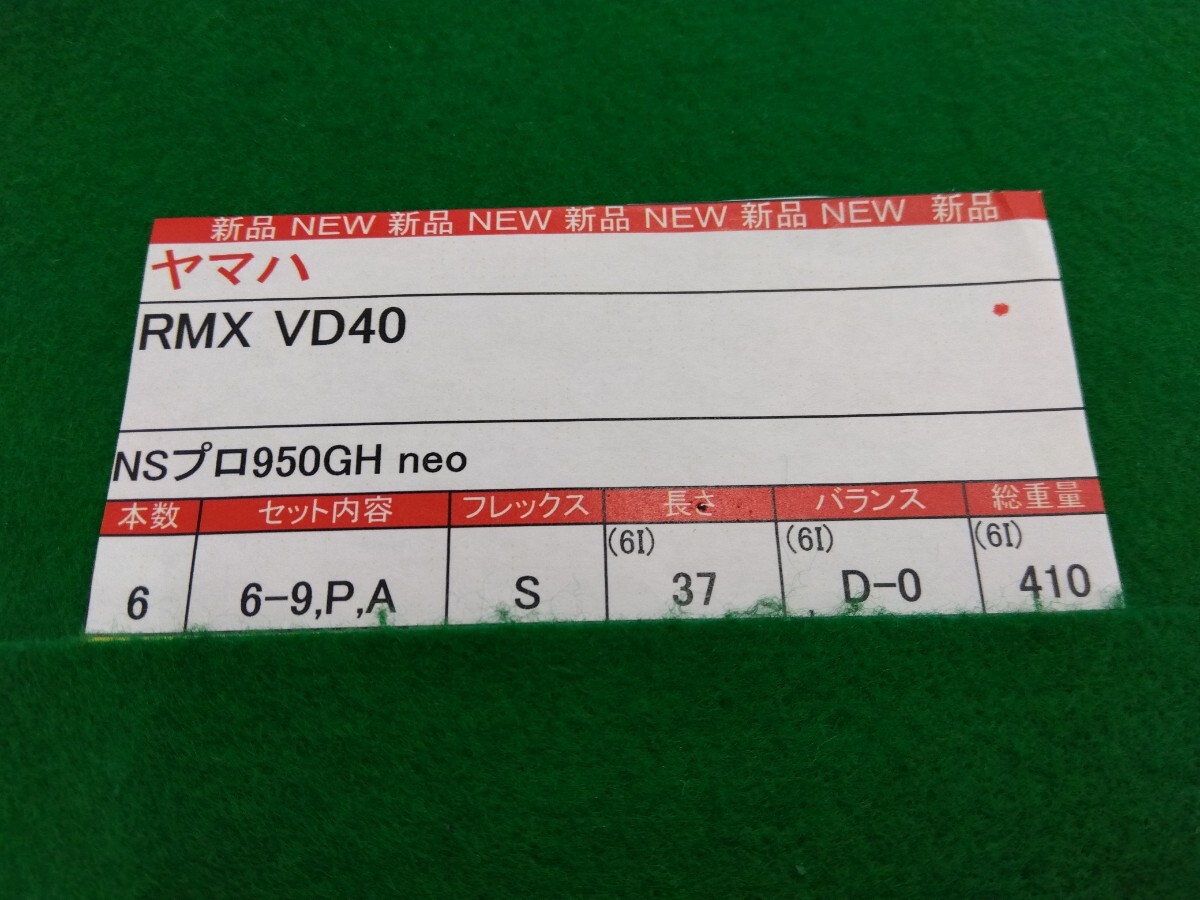 新品 NEW 新品 NEW 新品 NEW 新品 NEW 新品
ヤマハ
RMX VD40
NSプロ950GH neo
本数 セット内容 フレックス 長さ バランス 総重量
(6I) (6I) (6I)
6 6-9,P,A S 37 D-0 410